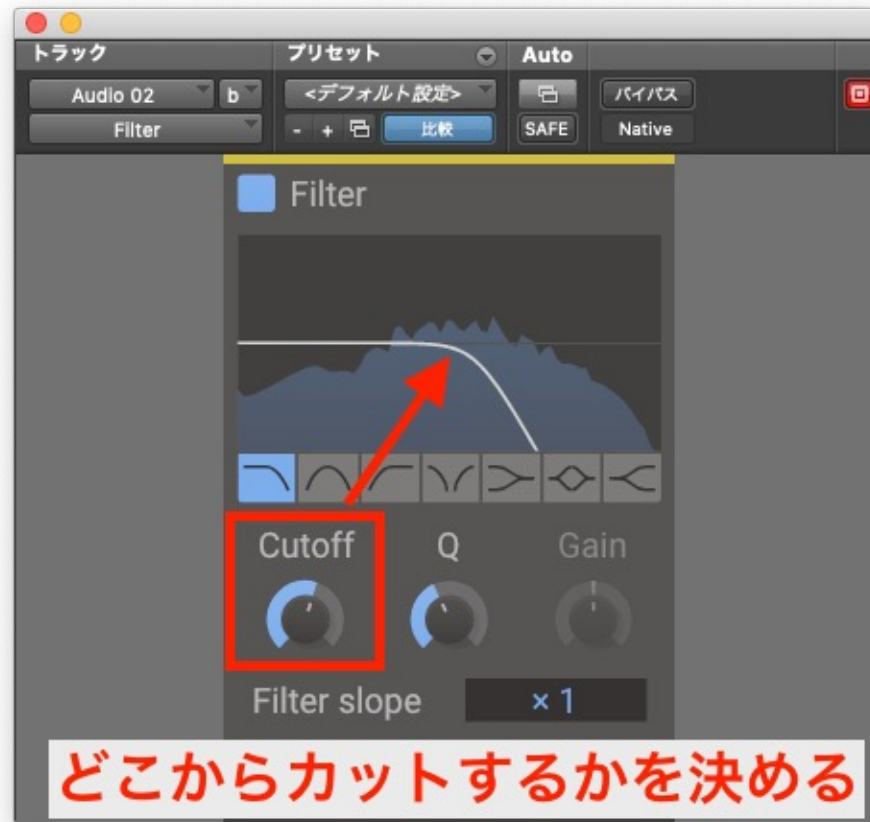 トラック
プリセット
Auto
Audio 02
b
<デフォルト設定>
バイパス
Filter
- +
比較
SAFE
Native
Filter
Cutoff
Q
Gain
Filter slope
× 1
どこからカットするかを決める